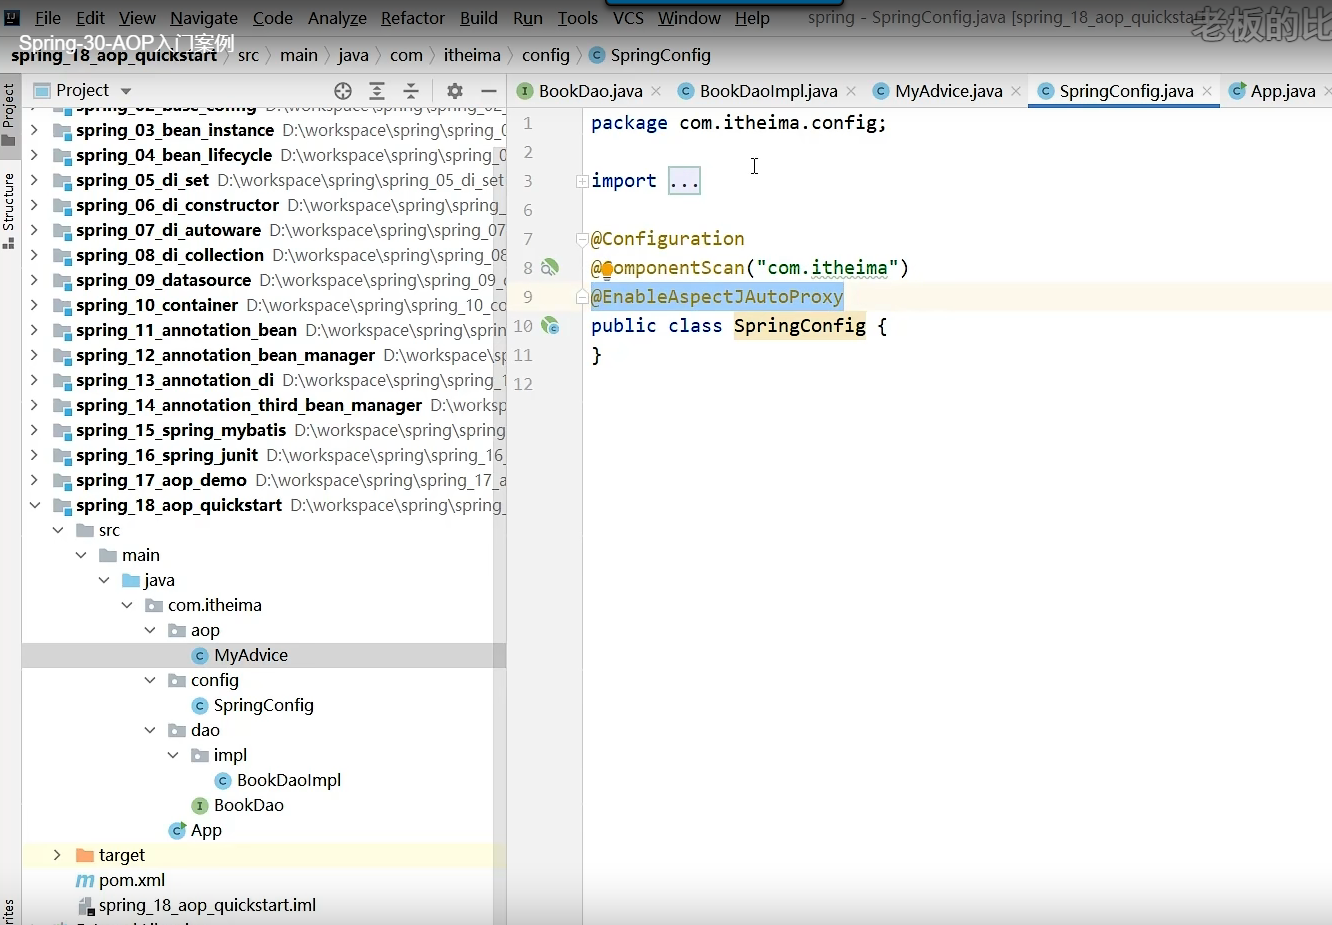 File Edit View Navigate Code Analyze Refactor Build Run Tools VCS Window Help spring - SpringConfig.java [spring_18_aop_quicksta
老板的比
Spring-30-AOP入门案例
spring_18_aop_quickstart src main java com itheima config SpringConfig
Project
BookDao.java BookDaoImpl.java MyAdvice.java SpringConfig.java App.java
Project
Structure
rites
spring_02_base_config D:\workspace\spring\spring_02
spring_03_bean_instance D:\workspace\spring\spring_0
spring_04_bean_lifecycle D:\workspace\spring\spring_0
spring_05_di_set D:\workspace\spring\spring_05_di_set
spring_06_di_constructor D:\workspace\spring\spring_
spring_07_di_autoware D:\workspace\spring\spring_07
spring_08_di_collection D:\workspace\spring\spring_08
spring_09_datasource D:\workspace\spring\spring_09_
spring_10_container D:\workspace\spring\spring_10_co
spring_11_annotation_bean D:\workspace\spring\sprin
spring_12_annotation_bean_manager D:\workspace\sp
spring_13_annotation_di D:\workspace\spring\spring_1
spring_14_annotation_third_bean_manager D:\worksp
spring_15_spring_mybatis D:\workspace\spring\spring
spring_16_spring_junit D:\workspace\spring\spring_16_
spring_17_aop_demo D:\workspace\spring\spring_17_a
spring_18_aop_quickstart D:\workspace\spring\spring_
src
main
java
com.itheima
aop
MyAdvice
config
SpringConfig
dao
impl
BookDaoImpl
BookDao
App
target
pom.xml
spring_18_aop_quickstart.iml
1 package com.itheima.config;
2
3 import ...
6
7 @Configuration
8 @ComponentScan("com.itheima")
9 @EnableAspectJAutoProxy
10 public class SpringConfig {
11 }
12